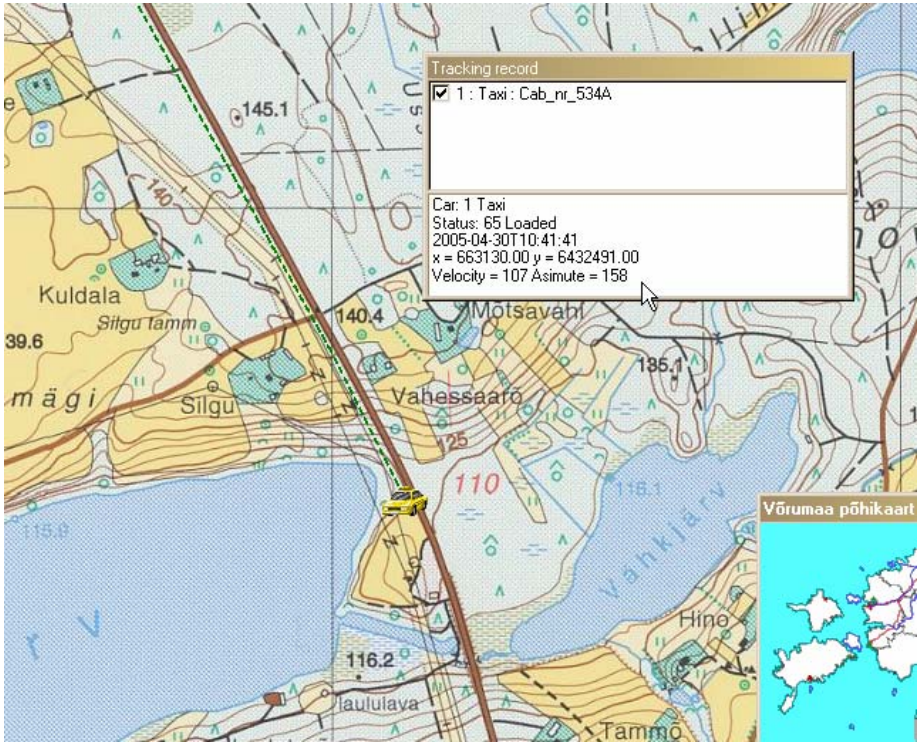 Tracking record
1 : Taxi : Cab_nr_534A
Car: 1 Taxi
Status: 65 Loaded
2005-04-30T10:41:41
x = 663130.00 y = 6432491.00
Velocity = 107 Asimute = 158
145.1
140
Kuldala
Silgu tamm
140.4
Mõtsavahi
39.6
135.1
mägi
Silgu
Vahessaarõ
125
110
116.1
115.9
Vähkjärv
Võrumaa põhikaart
r v
Hino
116.2
laululava
Tammõ